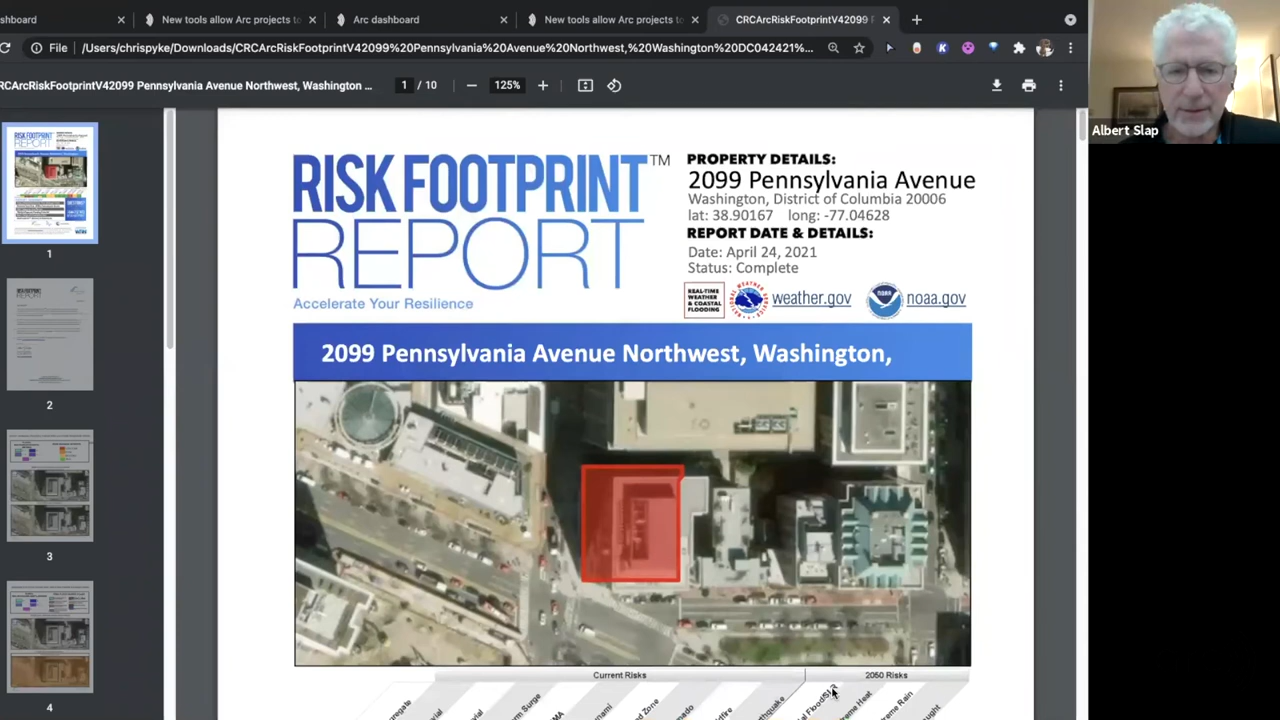 shboard
New tools allow Arc projects to
Arc dashboard
New tools allow Arc projects to
CRCArcRiskFootprintV42099
File
/Users/chrispyke/Downloads/CRCArcRiskFootprintV42099%20Pennsylvania%20Avenue%20Northwest,%20Washington%20DC042421%...
RCArcRiskFootprintV42099 Pennsylvania Avenue Northwest, Washington ...
1 / 10
125%
Albert Slap
RISK FOOTPRINT™
REPORT
Accelerate Your Resilience
PROPERTY DETAILS:
2099 Pennsylvania Avenue
Washington, District of Columbia 20006
lat: 38.90167 long: -77.04628
REPORT DATE & DETAILS:
Date: April 24, 2021
Status: Complete
REAL-TIME
WEATHER
& COASTAL
FLOODING
weather.gov
NOAA
noaa.gov
2099 Pennsylvania Avenue Northwest, Washington,
Current Risks
2050 Risks
1
2
3
4